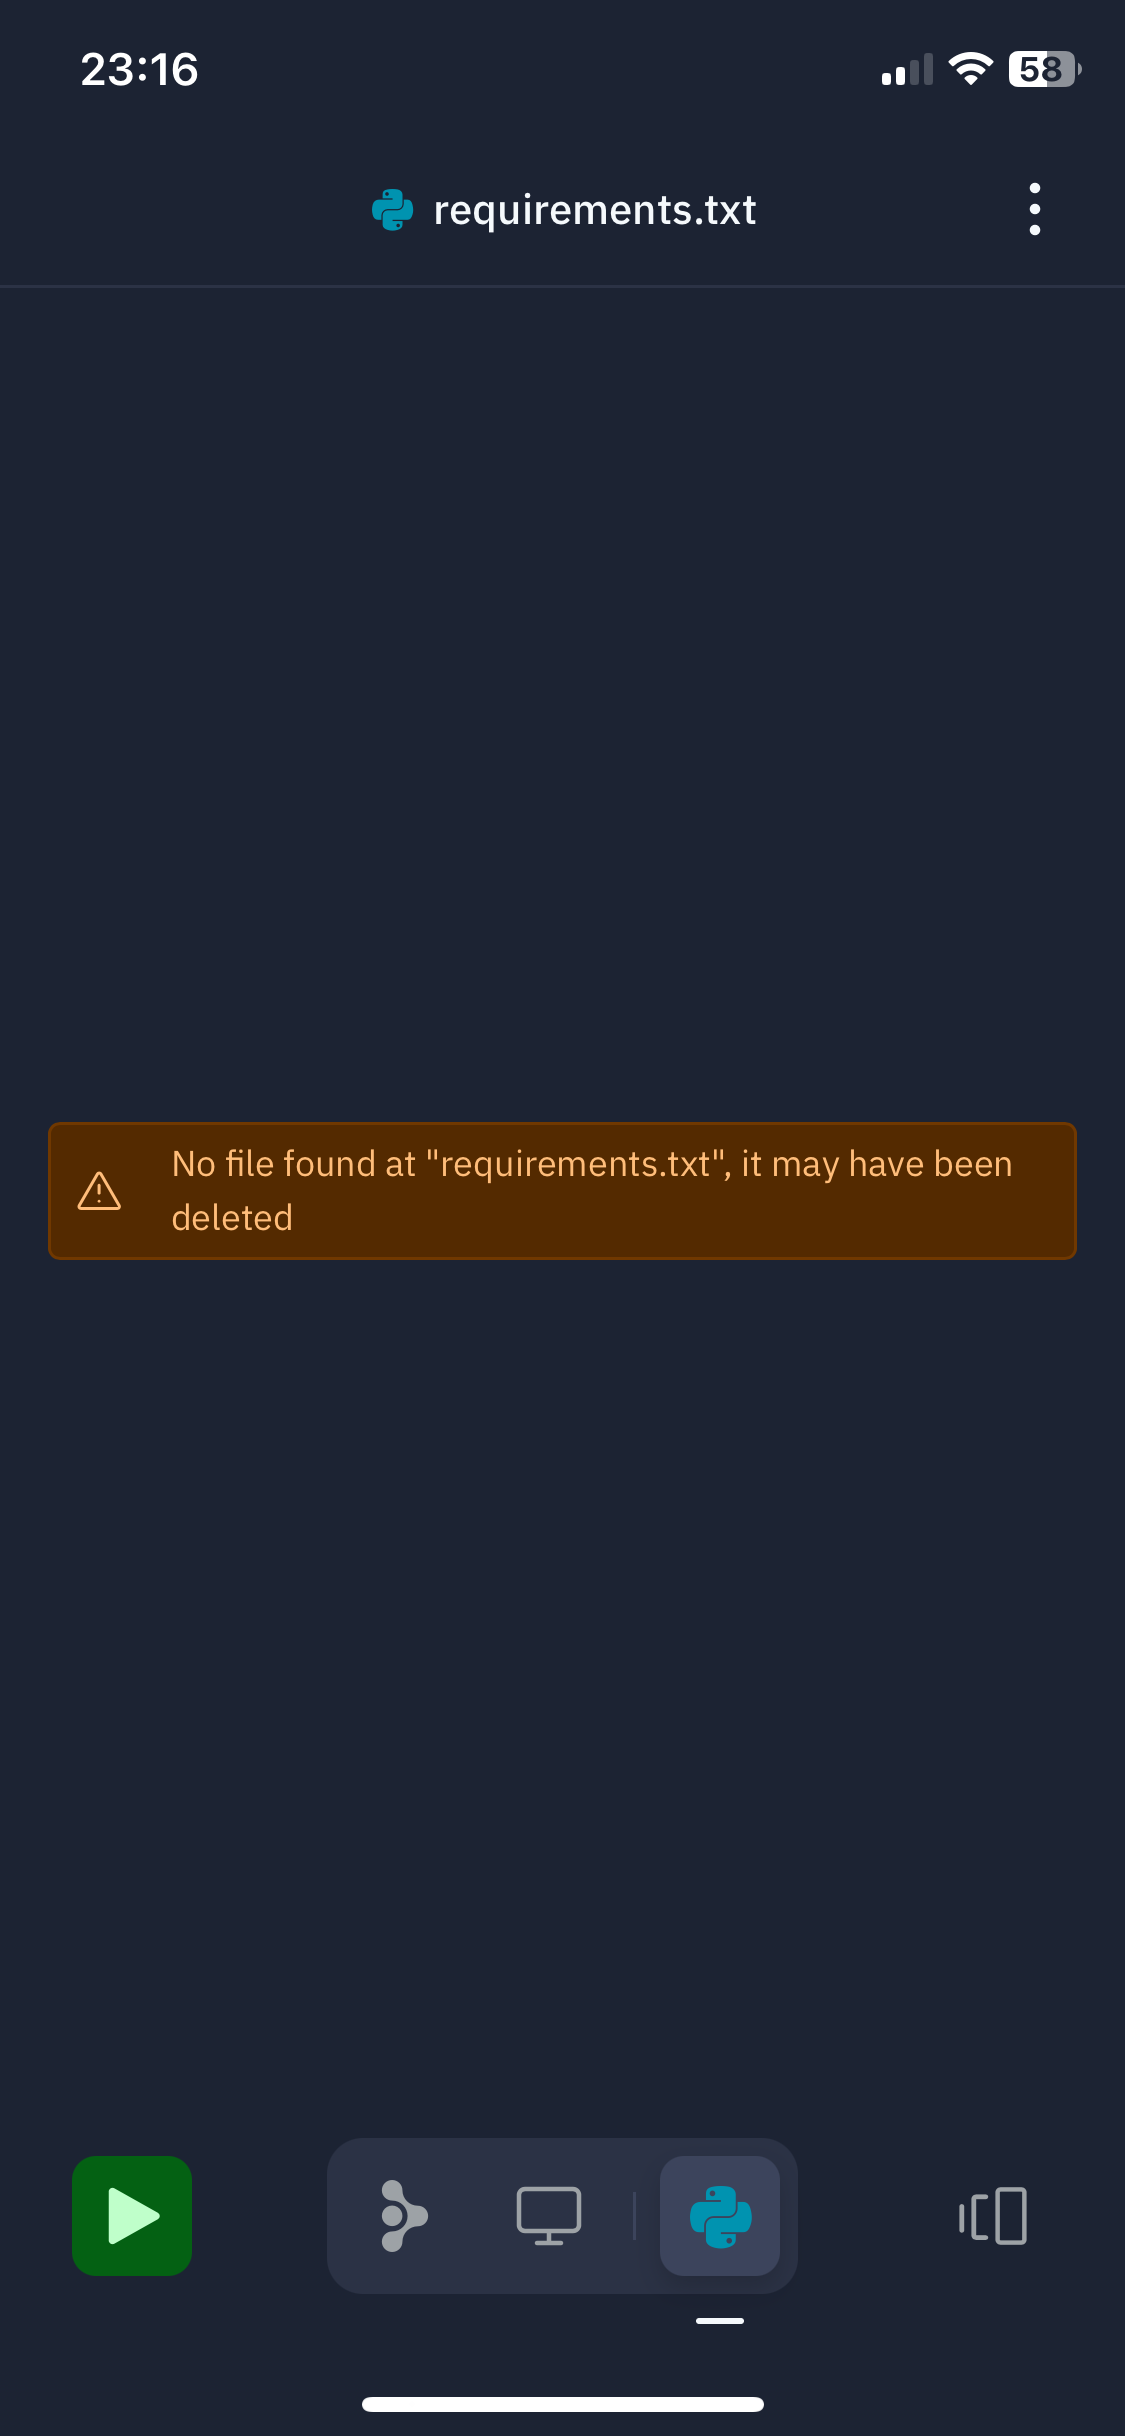 23:16
58
requirements.txt
No file found at "requirements.txt", it may have been
deleted